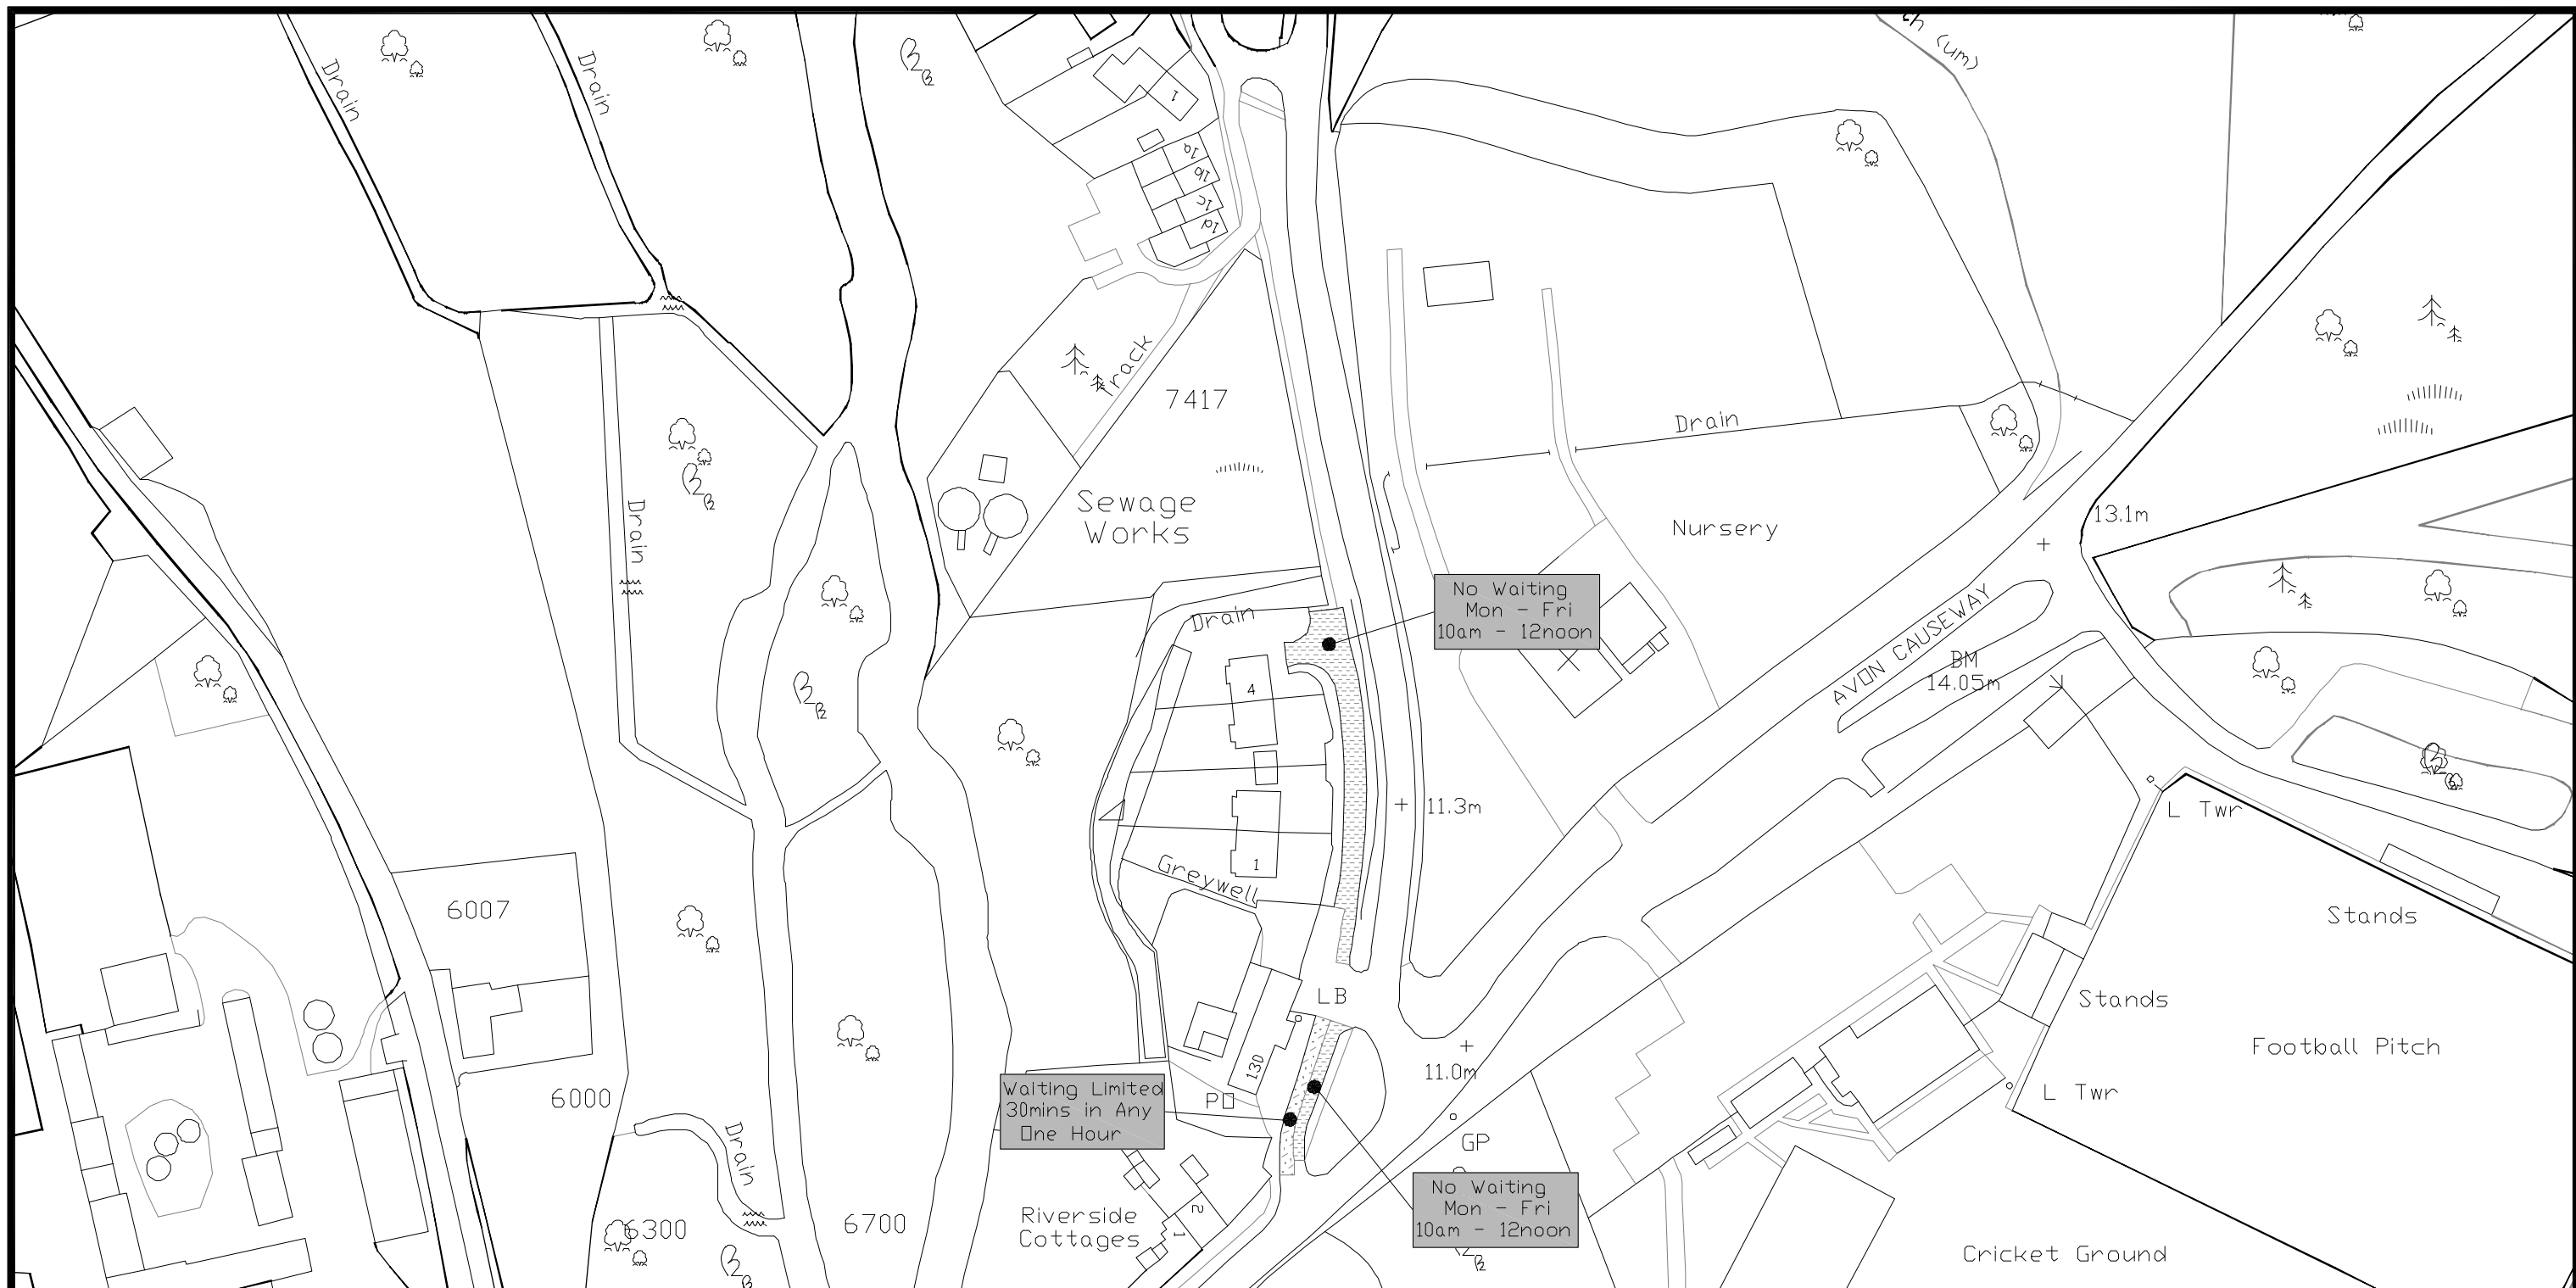 h (um)
Drain
Drain
1
1a
1b
1c
1d
Track
7417
Drain
Sewage
Works
Drain
Nursery
13.1m
No Waiting
Mon - Fri
10am - 12noon
Drain
AVON CAUSEWAY
BM
14.05m
4
11.3m
L Twr
1
Greywell
6007
Stands
LB
Stands
Football Pitch
130
11.0m
Waiting Limited
30mins in Any
One Hour
PO
6000
L Twr
GP
Drain
No Waiting
Mon - Fri
10am - 12noon
Riverside
Cottages
2
1
6300
6700
Cricket Ground